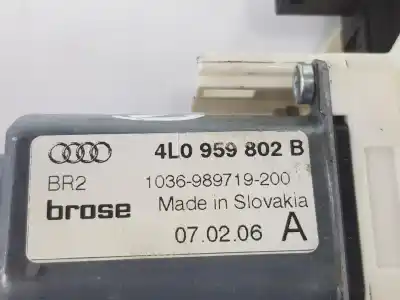 4L0 959 802 B
BR2 1036-989719-200
brose Made in Slovakia
07.02.06 A